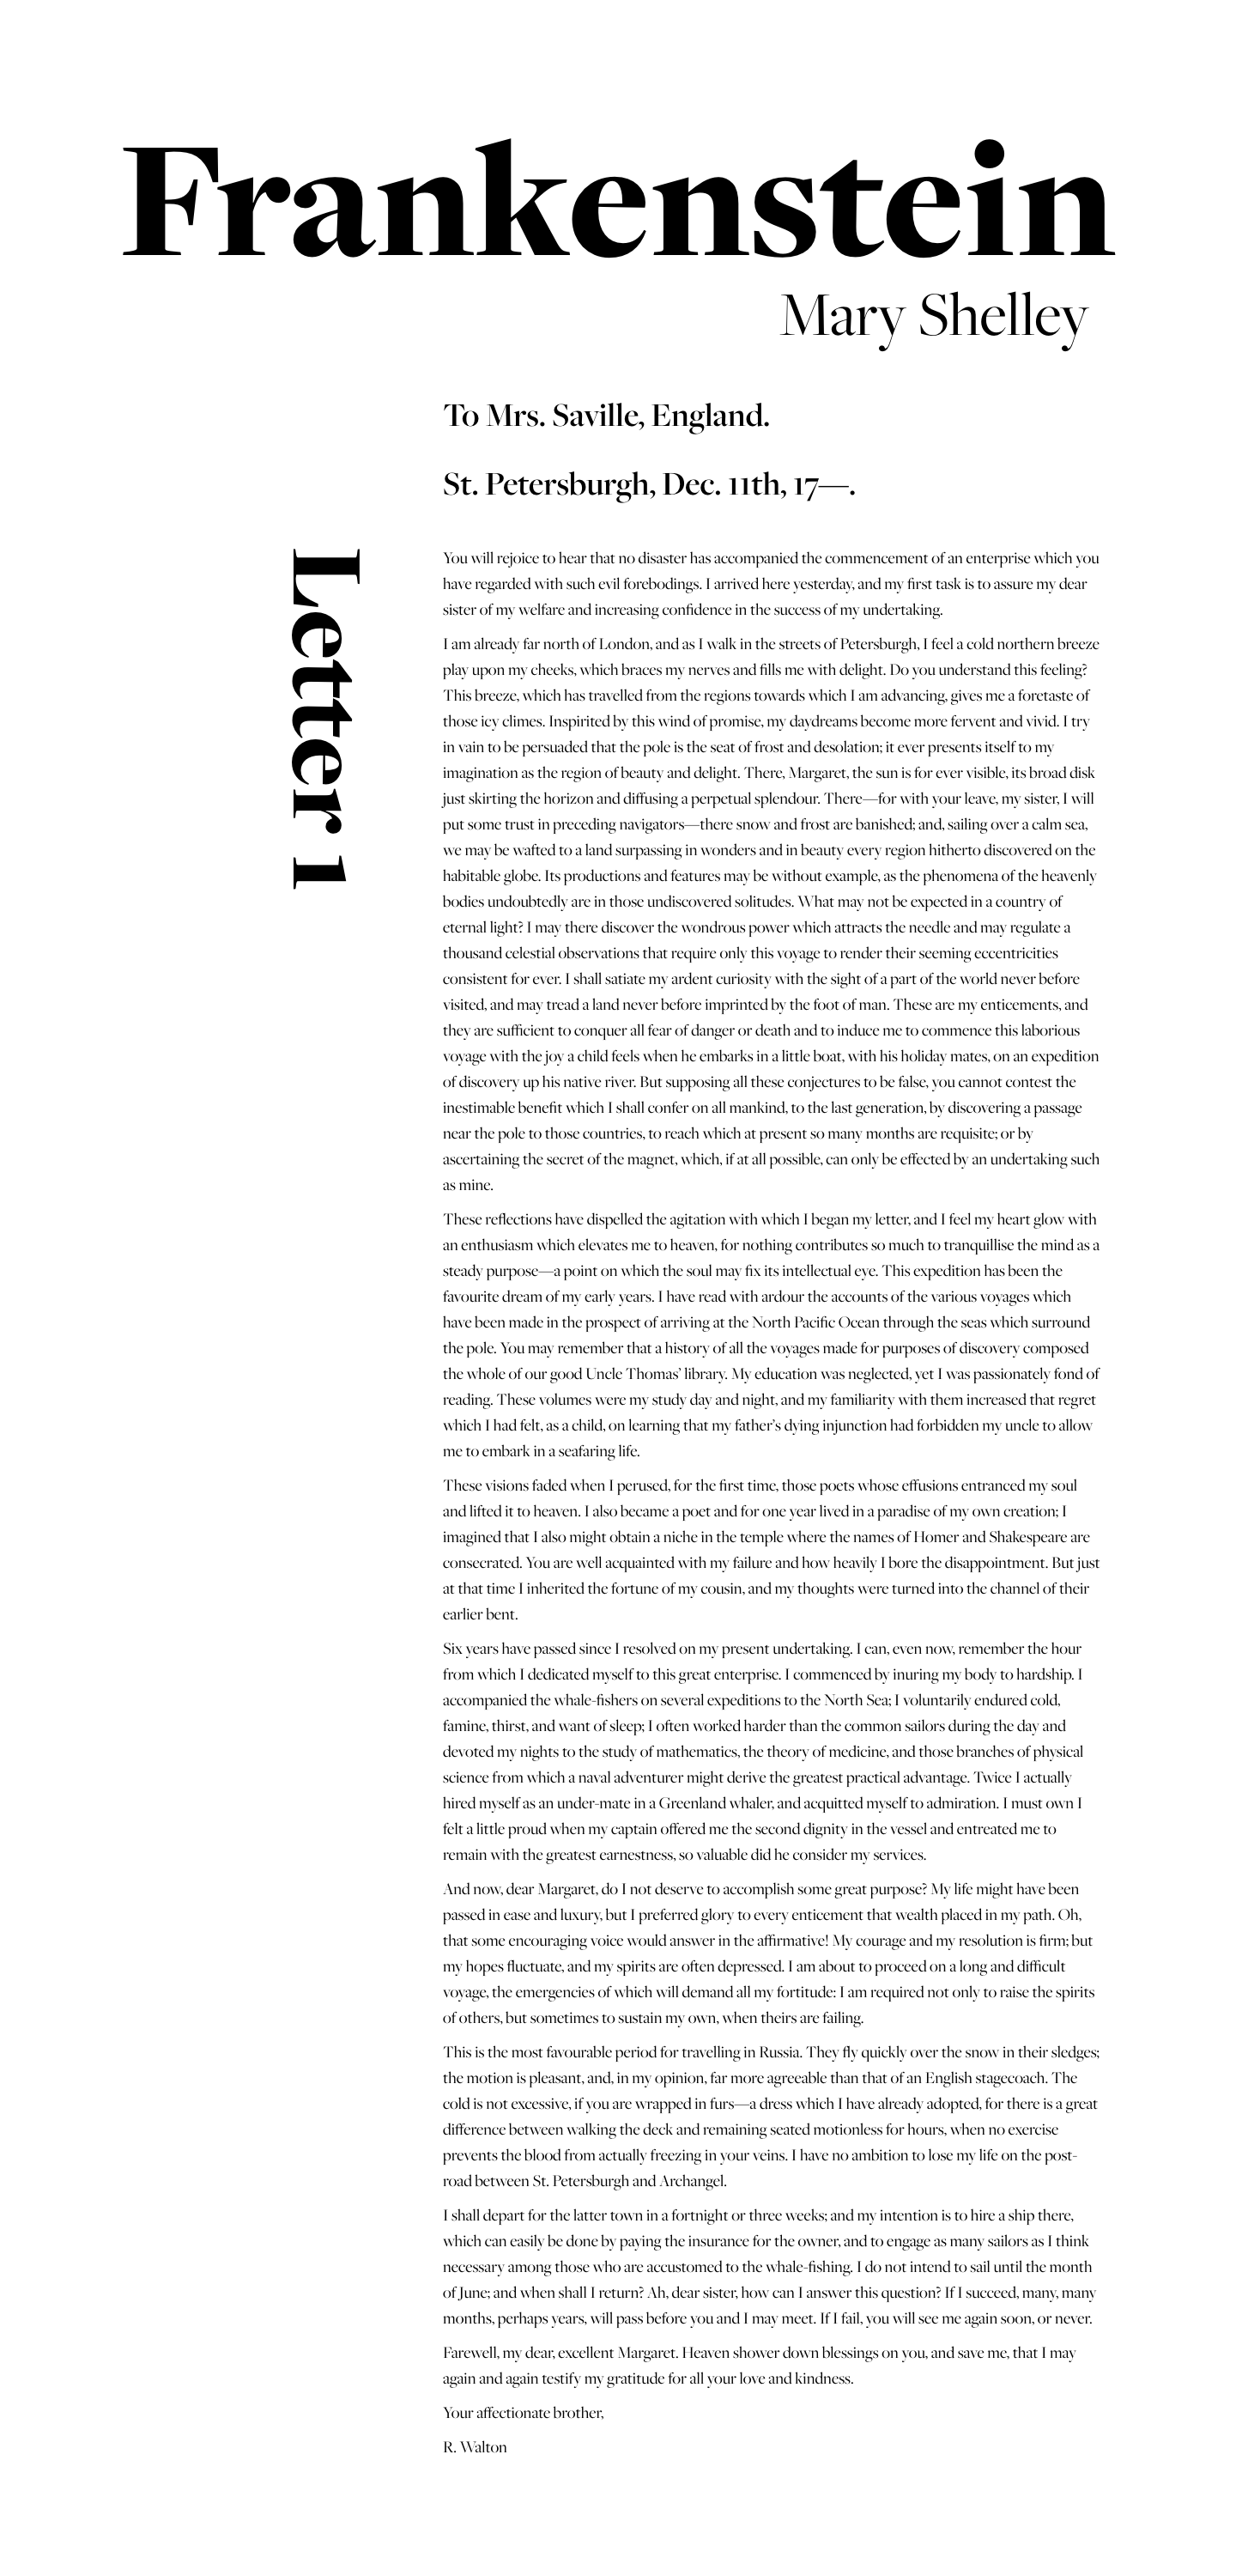 Frankenstein
Mary Shelley
To Mrs. Saville, England.
St. Petersburgh, Dec. 11th, 17—.
Letter 1
You will rejoice to hear that no disaster has accompanied the commencement of an enterprise which you
have regarded with such evil forebodings. I arrived here yesterday, and my first task is to assure my dear
sister of my welfare and increasing confidence in the success of my undertaking.
I am already far north of London, and as I walk in the streets of Petersburgh, I feel a cold northern breeze
play upon my cheeks, which braces my nerves and fills me with delight. Do you understand this feeling?
This breeze, which has travelled from the regions towards which I am advancing, gives me a foretaste of
those icy climes. Inspirited by this wind of promise, my daydreams become more fervent and vivid. I try
in vain to be persuaded that the pole is the seat of frost and desolation; it ever presents itself to my
imagination as the region of beauty and delight. There, Margaret, the sun is for ever visible, its broad disk
just skirting the horizon and diffusing a perpetual splendour. There—for with your leave, my sister, I will
put some trust in preceding navigators—there snow and frost are banished; and, sailing over a calm sea,
we may be wafted to a land surpassing in wonders and in beauty every region hitherto discovered on the
habitable globe. Its productions and features may be without example, as the phenomena of the heavenly
bodies undoubtedly are in those undiscovered solitudes. What may not be expected in a country of
eternal light? I may there discover the wondrous power which attracts the needle and may regulate a
thousand celestial observations that require only this voyage to render their seeming eccentricities
consistent for ever. I shall satiate my ardent curiosity with the sight of a part of the world never before
visited, and may tread a land never before imprinted by the foot of man. These are my enticements, and
they are sufficient to conquer all fear of danger or death and to induce me to commence this laborious
voyage with the joy a child feels when he embarks in a little boat, with his holiday mates, on an expedition
of discovery up his native river. But supposing all these conjectures to be false, you cannot contest the
inestimable benefit which I shall confer on all mankind, to the last generation, by discovering a passage
near the pole to those countries, to reach which at present so many months are requisite; or by
ascertaining the secret of the magnet, which, if at all possible, can only be effected by an undertaking such
as mine.
These reflections have dispelled the agitation with which I began my letter, and I feel my heart glow with
an enthusiasm which elevates me to heaven, for nothing contributes so much to tranquillise the mind as a
steady purpose—a point on which the soul may fix its intellectual eye. This expedition has been the
favourite dream of my early years. I have read with ardour the accounts of the various voyages which
have been made in the prospect of arriving at the North Pacific Ocean through the seas which surround
the pole. You may remember that a history of all the voyages made for purposes of discovery composed
the whole of our good Uncle Thomas’ library. My education was neglected, yet I was passionately fond of
reading. These volumes were my study day and night, and my familiarity with them increased that regret
which I had felt, as a child, on learning that my father’s dying injunction had forbidden my uncle to allow
me to embark in a seafaring life.
These visions faded when I perused, for the first time, those poets whose effusions entranced my soul
and lifted it to heaven. I also became a poet and for one year lived in a paradise of my own creation; I
imagined that I also might obtain a niche in the temple where the names of Homer and Shakespeare are
consecrated. You are well acquainted with my failure and how heavily I bore the disappointment. But just
at that time I inherited the fortune of my cousin, and my thoughts were turned into the channel of their
earlier bent.
Six years have passed since I resolved on my present undertaking. I can, even now, remember the hour
from which I dedicated myself to this great enterprise. I commenced by inuring my body to hardship. I
accompanied the whale-fishers on several expeditions to the North Sea; I voluntarily endured cold,
famine, thirst, and want of sleep; I often worked harder than the common sailors during the day and
devoted my nights to the study of mathematics, the theory of medicine, and those branches of physical
science from which a naval adventurer might derive the greatest practical advantage. Twice I actually
hired myself as an under-mate in a Greenland whaler, and acquitted myself to admiration. I must own I
felt a little proud when my captain offered me the second dignity in the vessel and entreated me to
remain with the greatest earnestness, so valuable did he consider my services.
And now, dear Margaret, do I not deserve to accomplish some great purpose? My life might have been
passed in ease and luxury, but I preferred glory to every enticement that wealth placed in my path. Oh,
that some encouraging voice would answer in the affirmative! My courage and my resolution is firm; but
my hopes fluctuate, and my spirits are often depressed. I am about to proceed on a long and difficult
voyage, the emergencies of which will demand all my fortitude: I am required not only to raise the spirits
of others, but sometimes to sustain my own, when theirs are failing.
This is the most favourable period for travelling in Russia. They fly quickly over the snow in their sledges;
the motion is pleasant, and, in my opinion, far more agreeable than that of an English stagecoach. The
cold is not excessive, if you are wrapped in furs—a dress which I have already adopted, for there is a great
difference between walking the deck and remaining seated motionless for hours, when no exercise
prevents the blood from actually freezing in your veins. I have no ambition to lose my life on the post-
road between St. Petersburgh and Archangel.
I shall depart for the latter town in a fortnight or three weeks; and my intention is to hire a ship there,
which can easily be done by paying the insurance for the owner, and to engage as many sailors as I think
necessary among those who are accustomed to the whale-fishing. I do not intend to sail until the month
of June; and when shall I return? Ah, dear sister, how can I answer this question? If I succeed, many, many
months, perhaps years, will pass before you and I may meet. If I fail, you will see me again soon, or never.
Farewell, my dear, excellent Margaret. Heaven shower down blessings on you, and save me, that I may
again and again testify my gratitude for all your love and kindness.
Your affectionate brother,
R. Walton